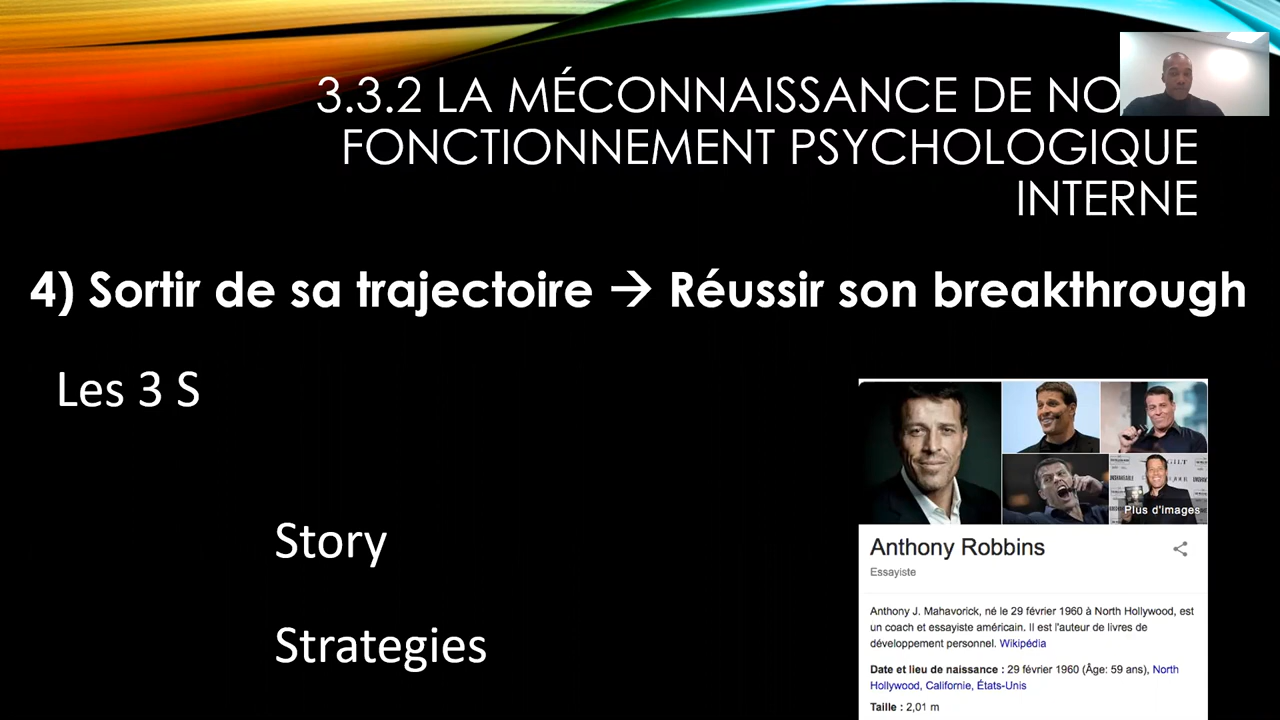 3.3.2 LA MÉCONNAISSANCE DE NO
FONCTIONNEMENT PSYCHOLOGIQUE
INTERNE
4) Sortir de sa trajectoire → Réussir son breakthrough
Les 3 S
Story
Strategies
Plus d'images
Anthony Robbins
Essayiste
Anthony J. Mahavorick, né le 29 février 1960 à North Hollywood, est
un coach et essayiste américain. Il est l'auteur de livres de
développement personnel. Wikipédia
Date et lieu de naissance : 29 février 1960 (Âge: 59 ans), North
Hollywood, Californie, États-Unis
Taille : 2,01 m